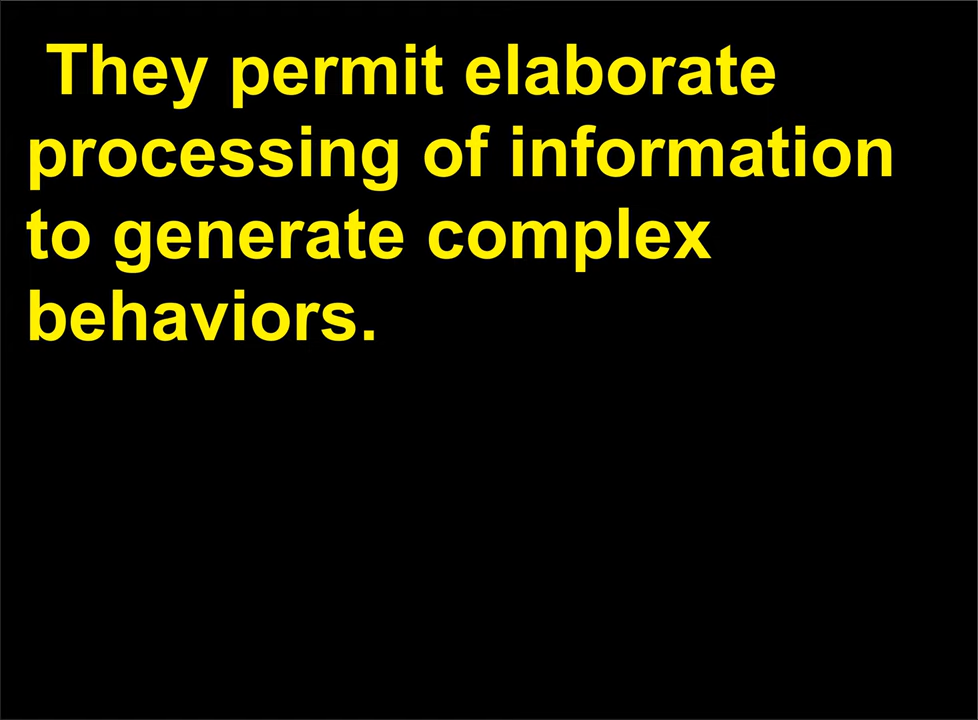 They permit elaborate
processing of information
to generate complex
behaviors.